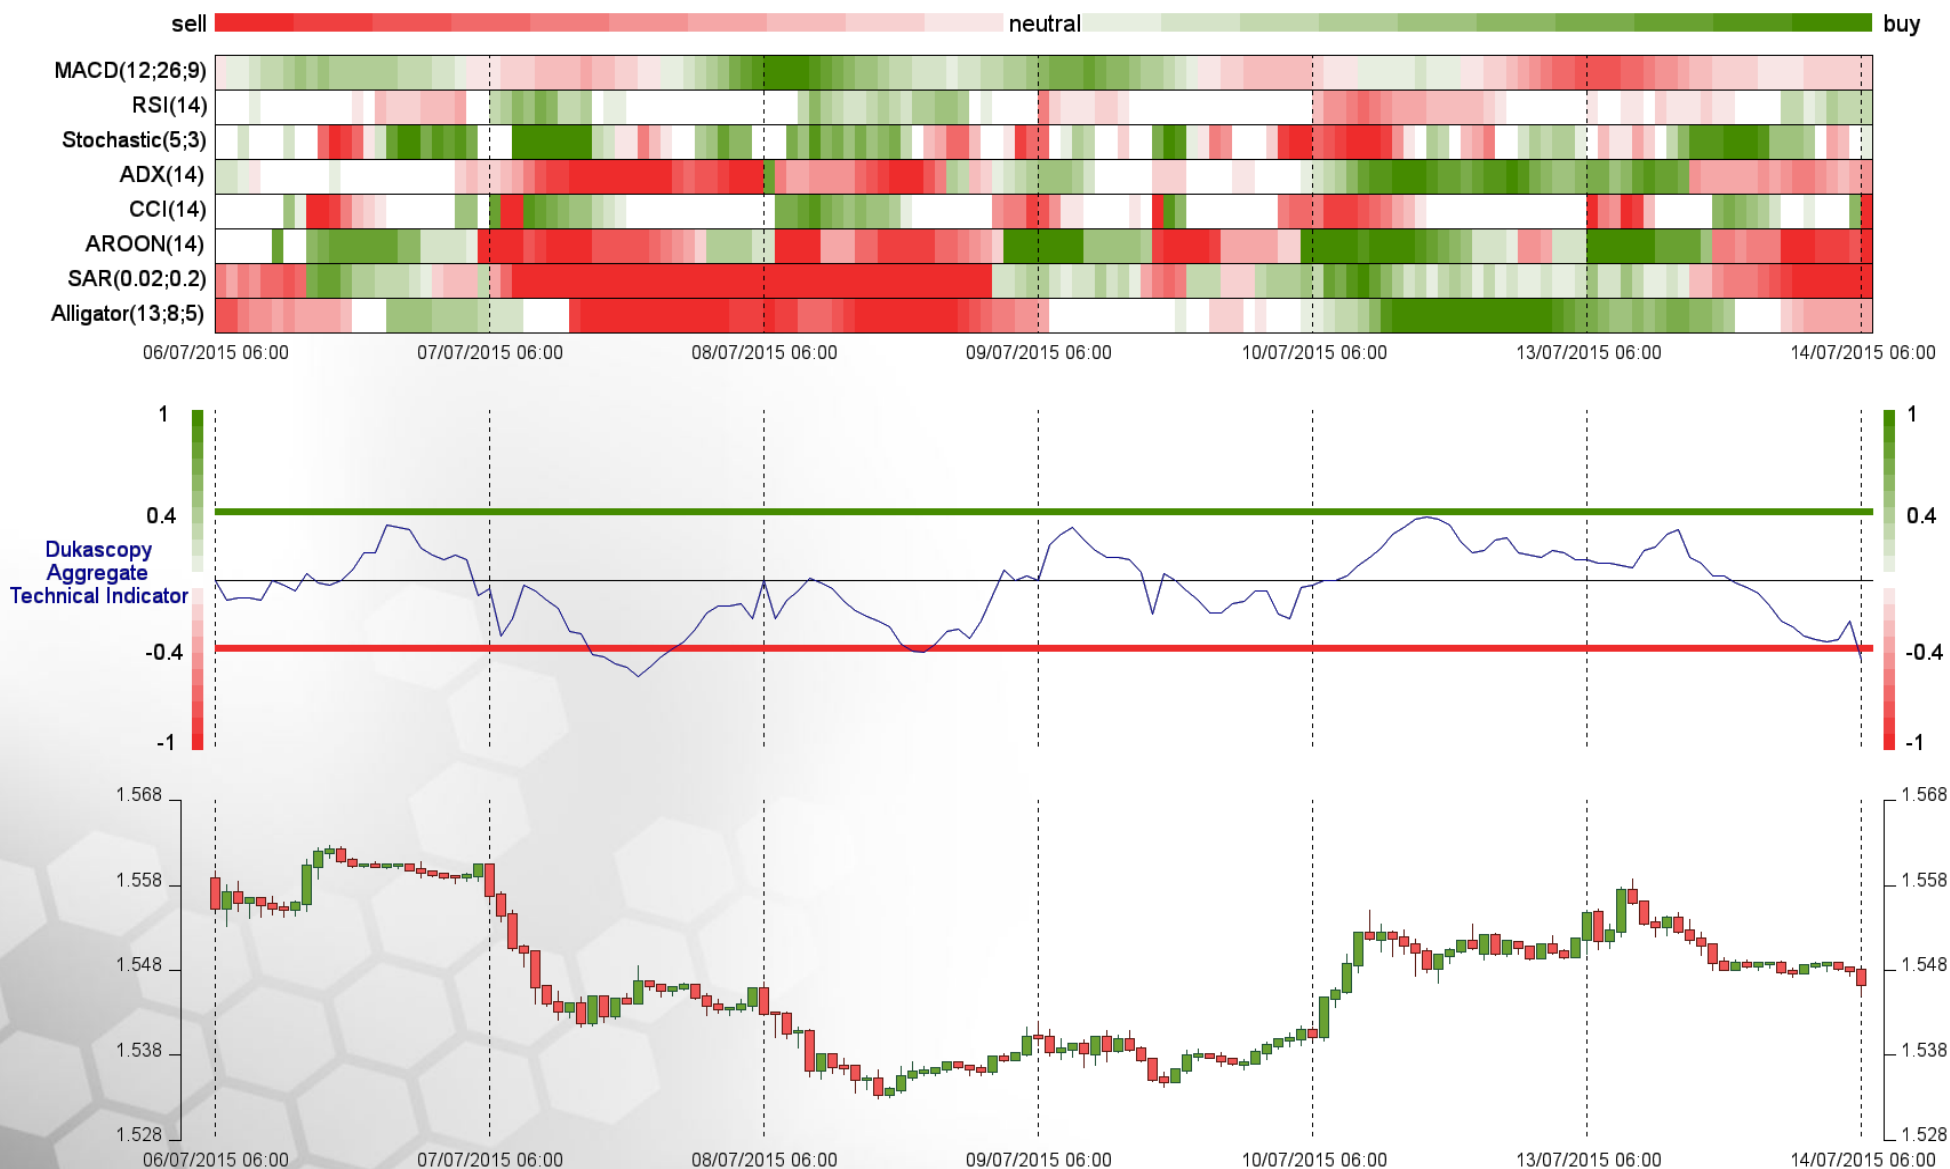 sell neutral buy
MACD(12;26;9)
RSI(14)
Stochastic(5;3)
ADX(14)
CCI(14)
AROON(14)
SAR(0.02;0.2)
Alligator(13;8;5)
06/07/2015 06:00 07/07/2015 06:00 08/07/2015 06:00 09/07/2015 06:00 10/07/2015 06:00 13/07/2015 06:00 14/07/2015 06:00
1 1
0.4 0.4
Dukascopy
Aggregate
Technical Indicator
-0.4 -0.4
-1 -1
1.568 1.568
1.558 1.558
1.548 1.548
1.538 1.538
1.528 1.528
06/07/2015 06:00 07/07/2015 06:00 08/07/2015 06:00 09/07/2015 06:00 10/07/2015 06:00 13/07/2015 06:00 14/07/2015 06:00